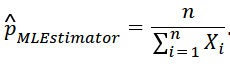 p̂_MLEstimator = n / ∑_{i=1}^{n} X_i.